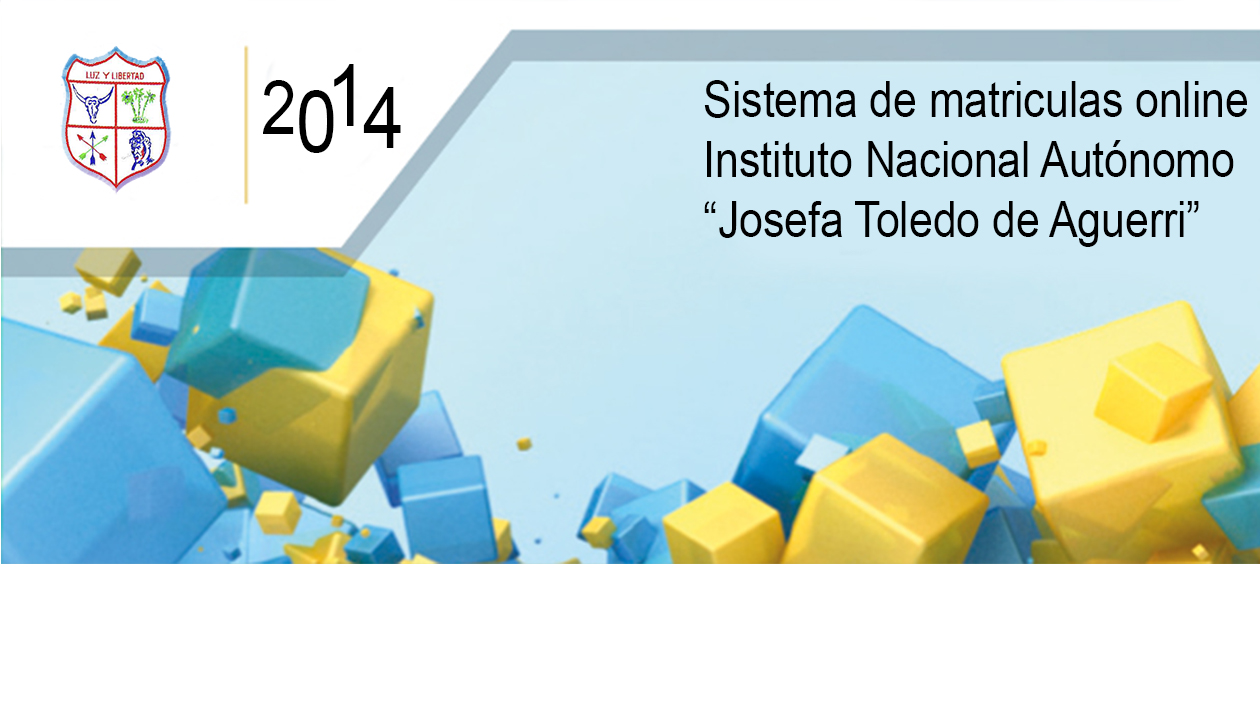 LUZ Y LIBERTAD
2014
Sistema de matriculas online
Instituto Nacional Autónomo
“Josefa Toledo de Aguerri”